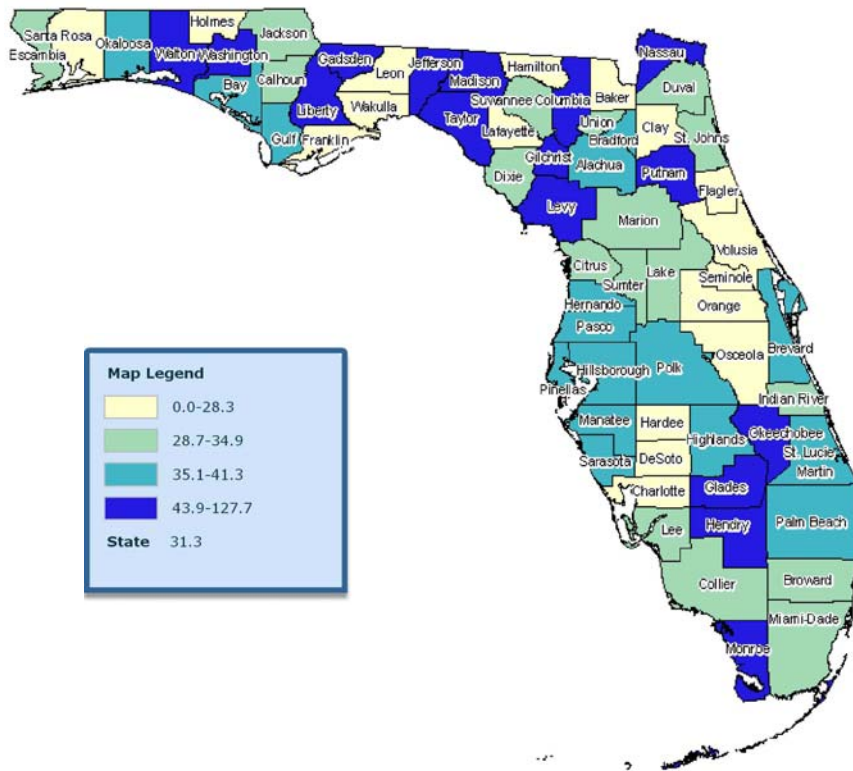 Holmes
Jackson
Santa Rosa
Okaloosa
Escambia
Walton
Washington
Gadsden
Jefferson
Hamilton
Nassau
Bay
Calhoun
Leon
Madison
Liberty
Wakulla
Taylor
Suwannee
Columbia
Baker
Duval
Gulf
Franklin
Lafayette
Union
Bradford
Clay
St. Johns
Dixie
Gilchrist
Alachua
Putnam
Flagler
Levy
Marion
Volusia
Citrus
Sumter
Lake
Seminole
Orange
Hernando
Pasco
Osceola
Brevard
Pinellas
Hillsborough
Polk
Indian River
Manatee
Hardee
Highlands
Okeechobee
St. Lucie
Sarasota
DeSoto
Martin
Charlotte
Glades
Lee
Hendry
Palm Beach
Collier
Broward
Miami-Dade
Monroe
Map Legend
0.0-28.3
28.7-34.9
35.1-41.3
43.9-127.7
State 31.3